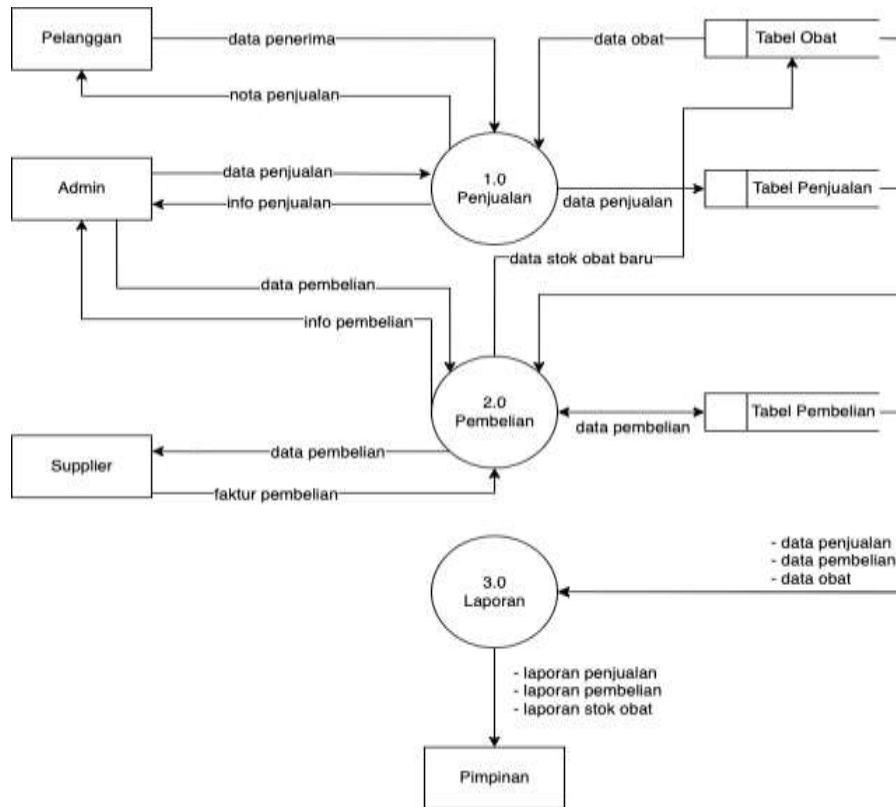 Pelanggan
data penerima
data obat
Tabel Obat
nota penjualan
Admin
data penjualan
info penjualan
1.0
Penjualan
data penjualan
Tabel Penjualan
data stok obat baru
data pembelian
info pembelian
2.0
Pembelian
data pembelian
Tabel Pembelian
Supplier
data pembelian
faktur pembelian
- data penjualan
- data pembelian
- data obat
3.0
Laporan
- laporan penjualan
- laporan pembelian
- laporan stok obat
Pimpinan